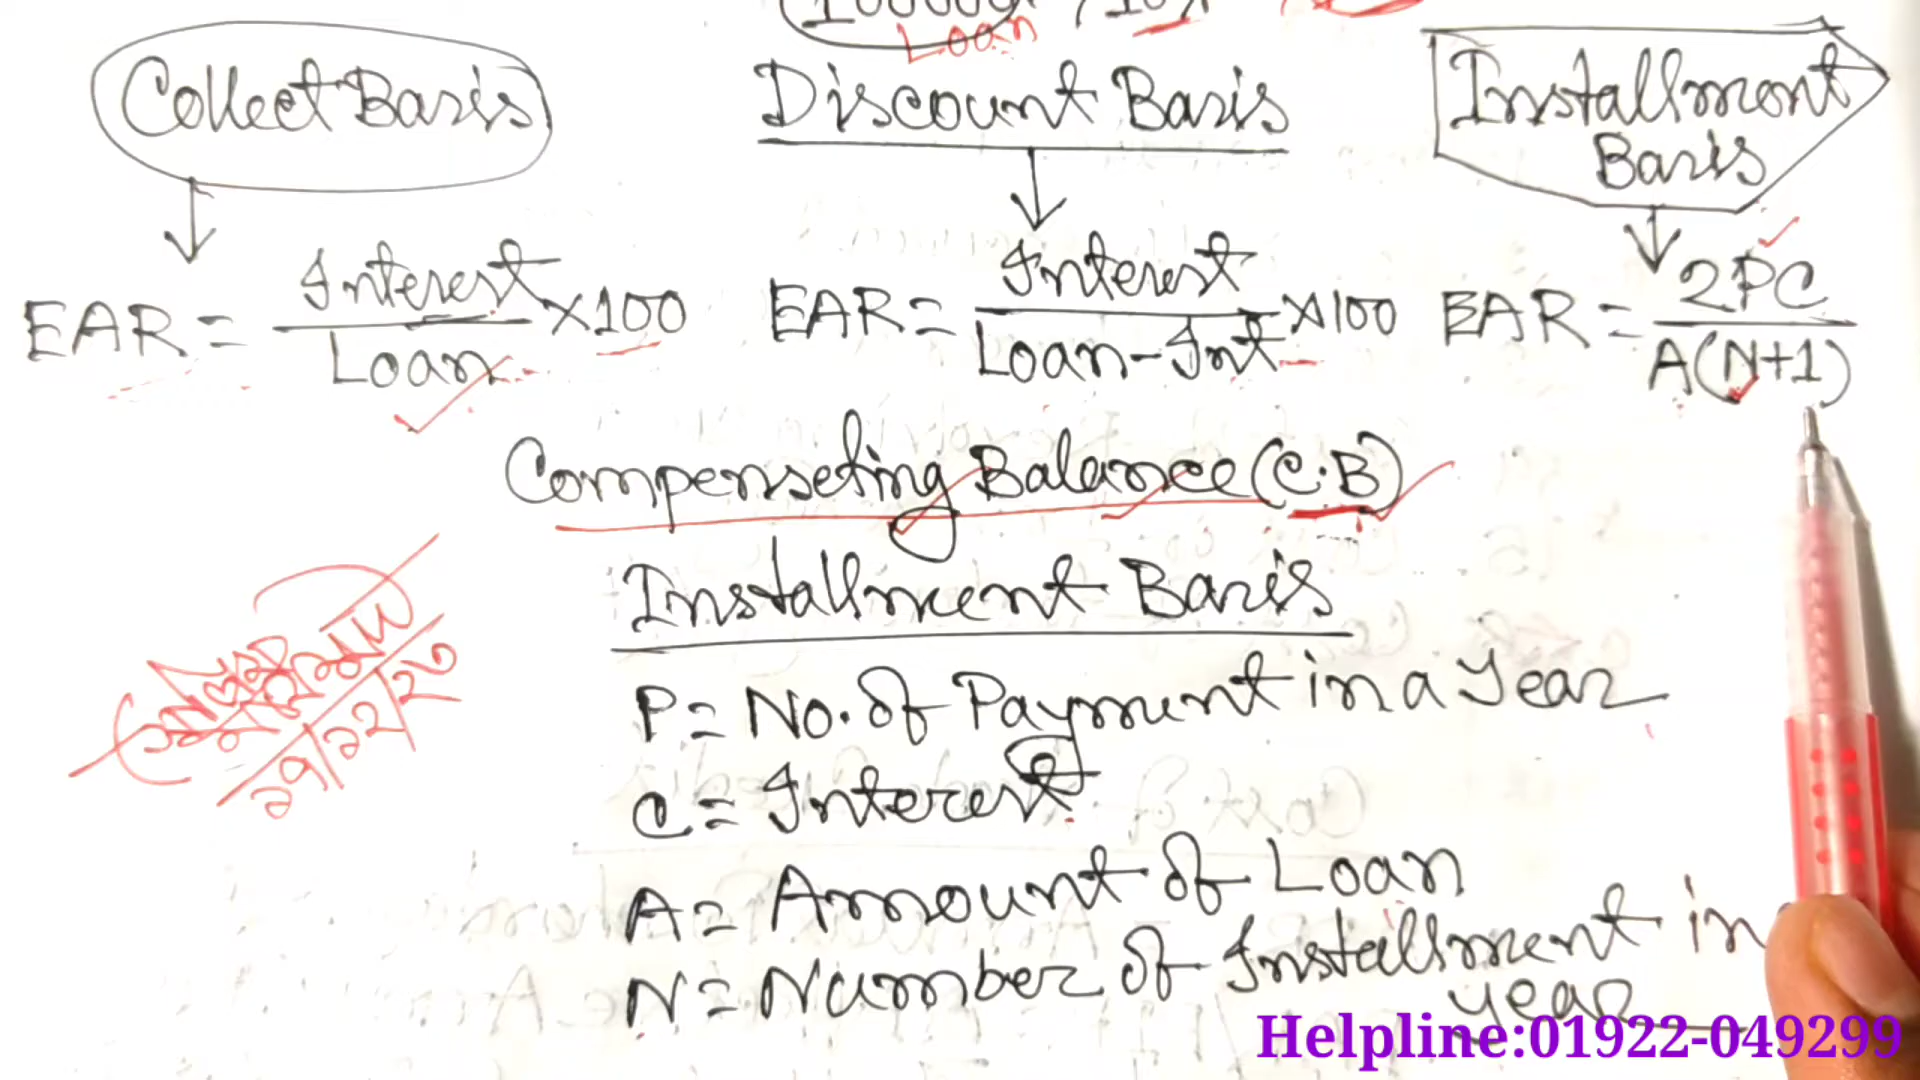 Loan
Collect Basis
Discount Basis
Installment
Basis
EAR = Interest / Loan ×100
EAR = Interest / Loan-Int ×100
EAR = 2PC / A(N+1)
Compenseting Balance (C.B)
Installment Basis
P = No. of Payment in a Year
C = Interest
A = Amount of Loan
N = Number of Installment in
year
Helpline:01922-049299